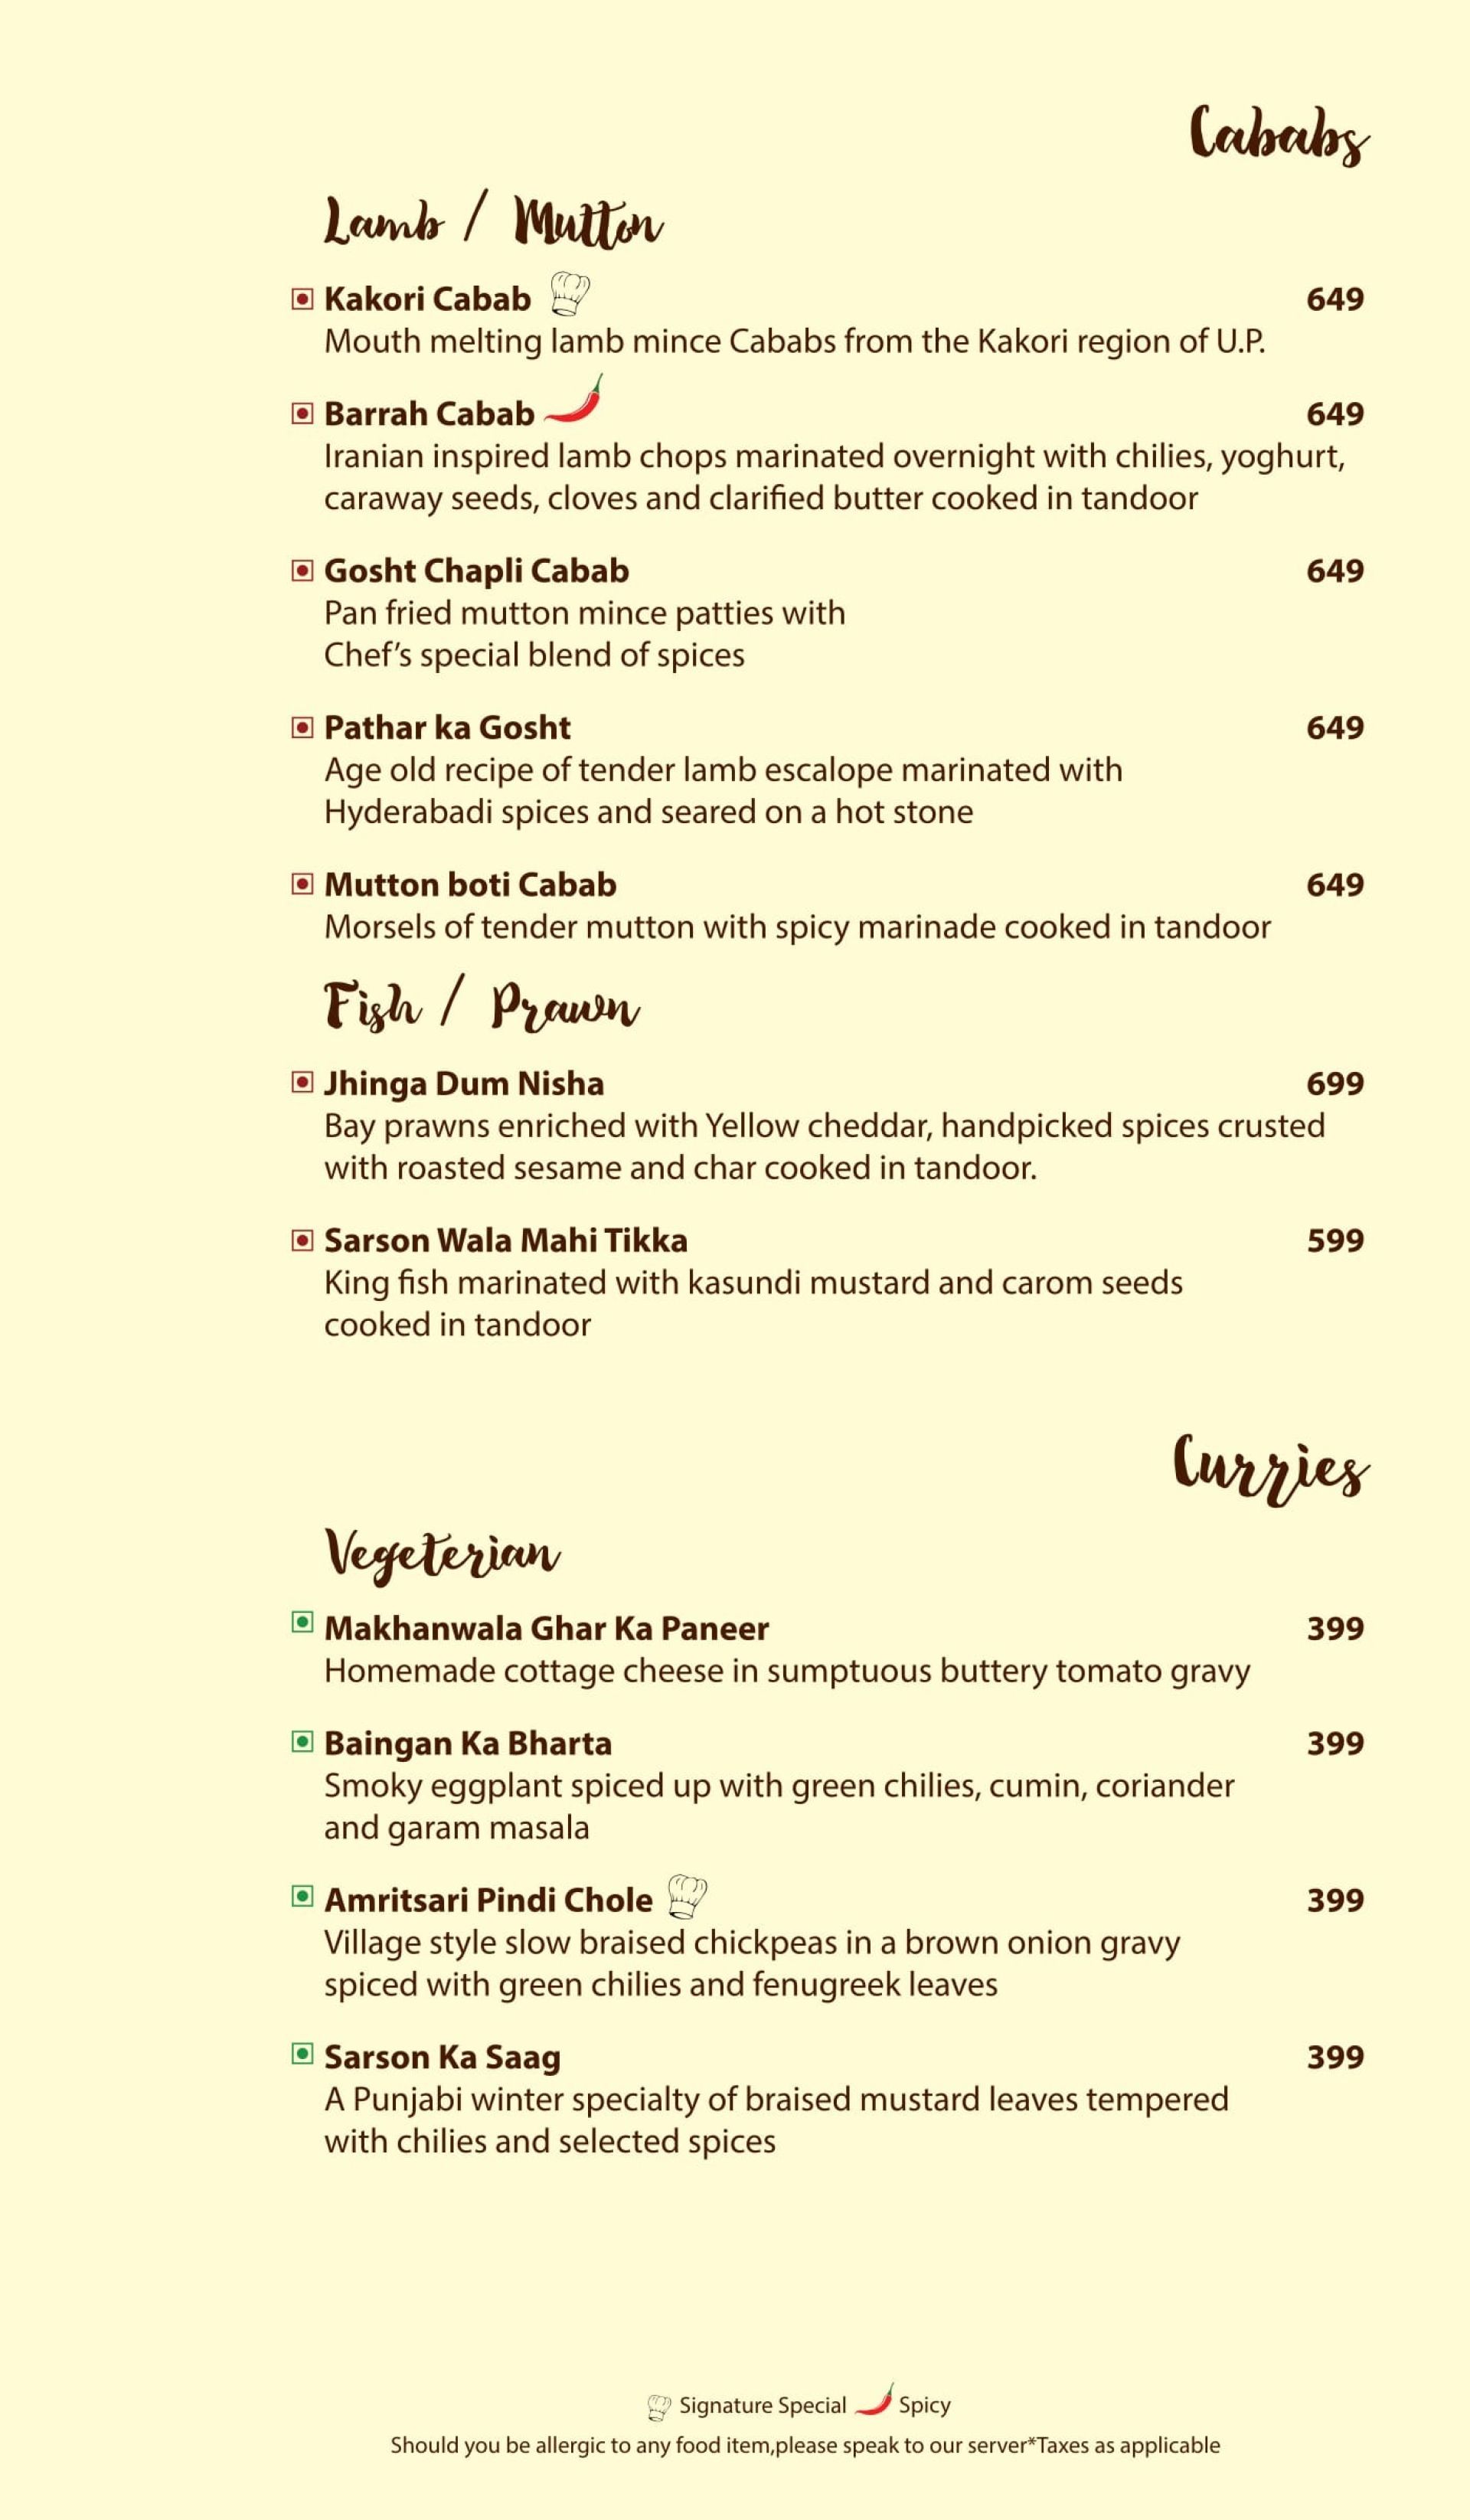 Cababs
Lamb / Mutton
Kakori Cabab 649
Mouth melting lamb mince Cababs from the Kakori region of U.P.
Barrah Cabab 649
Iranian inspired lamb chops marinated overnight with chilies, yoghurt,
caraway seeds, cloves and clarified butter cooked in tandoor
Gosht Chapli Cabab 649
Pan fried mutton mince patties with
Chef’s special blend of spices
Pathar ka Gosht 649
Age old recipe of tender lamb escalope marinated with
Hyderabadi spices and seared on a hot stone
Mutton boti Cabab 649
Morsels of tender mutton with spicy marinade cooked in tandoor
Fish / Prawn
Jhinga Dum Nisha 699
Bay prawns enriched with Yellow cheddar, handpicked spices crusted
with roasted sesame and char cooked in tandoor.
Sarson Wala Mahi Tikka 599
King fish marinated with kasundi mustard and carom seeds
cooked in tandoor
Curries
Vegeterian
Makhanwala Ghar Ka Paneer 399
Homemade cottage cheese in sumptuous buttery tomato gravy
Baingan Ka Bharta 399
Smoky eggplant spiced up with green chilies, cumin, coriander
and garam masala
Amritsari Pindi Chole 399
Village style slow braised chickpeas in a brown onion gravy
spiced with green chilies and fenugreek leaves
Sarson Ka Saag 399
A Punjabi winter specialty of braised mustard leaves tempered
with chilies and selected spices
Signature Special Spicy
Should you be allergic to any food item,please speak to our server*Taxes as applicable